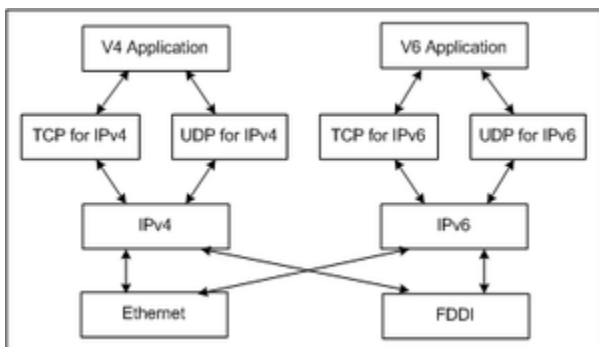 V4 Application
V6 Application
TCP for IPv4
UDP for IPv4
TCP for IPv6
UDP for IPv6
IPv4
IPv6
Ethernet
FDDI